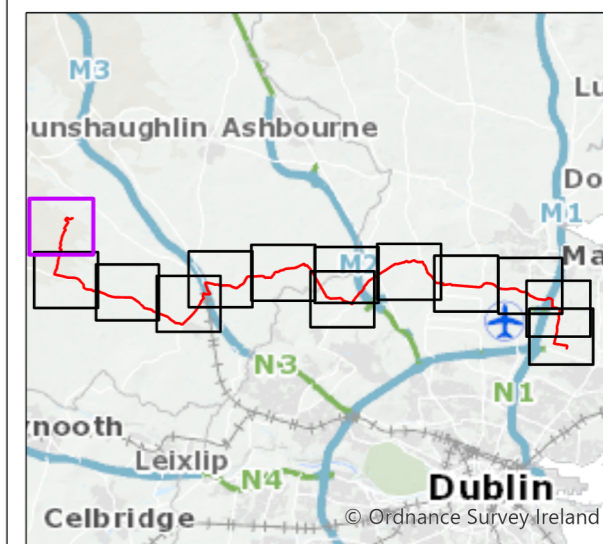 M3
Lu
unshaughlin Ashbourne
Do
M1
M2
Ma
N3
N1
ynooth
Leixlip
N4
Dublin
Celbridge
© Ordnance Survey Ireland